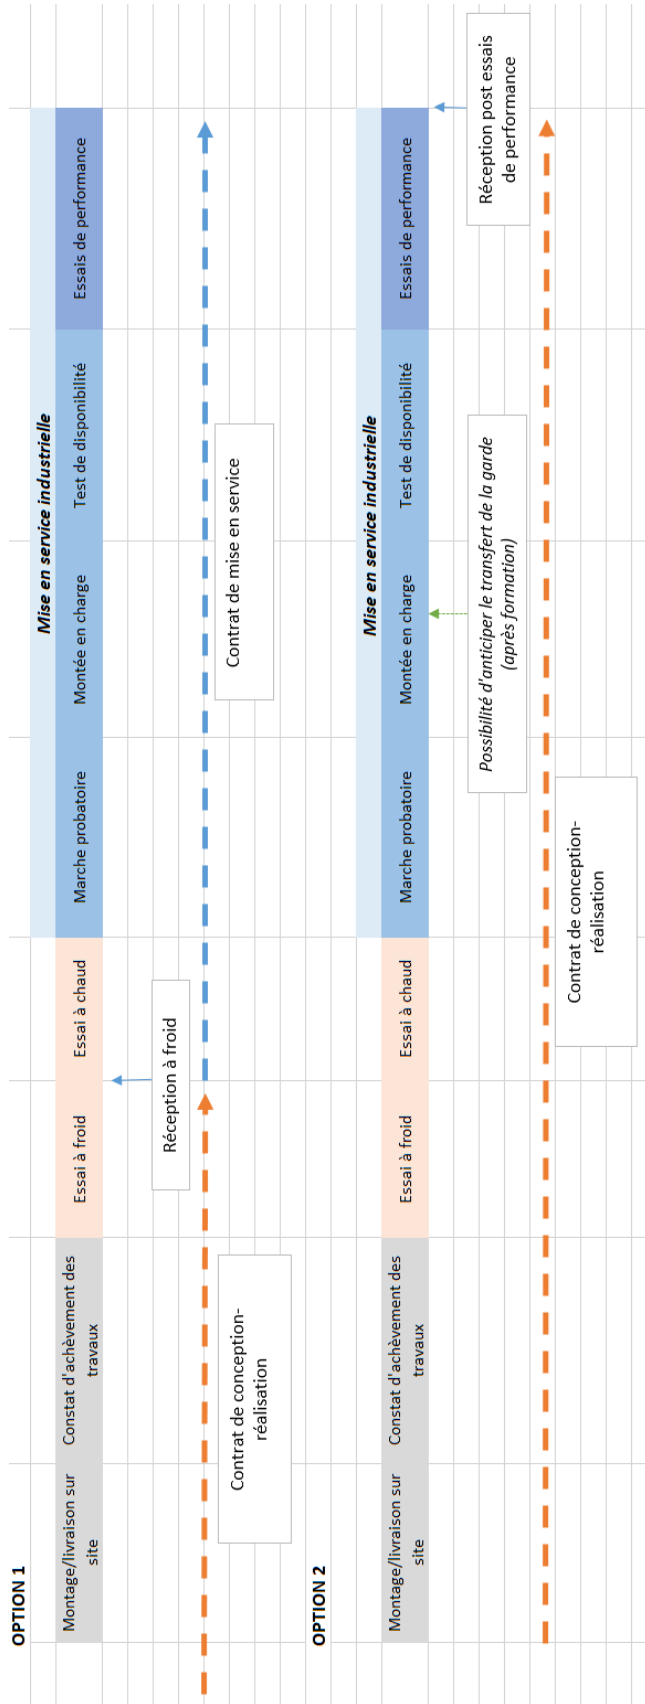 OPTION 1
Mise en service industrielle
Montage/livraison sur
site
Constat d'achèvement des
travaux
Essai à froid
Essai à chaud
Marche probatoire
Montée en charge
Test de disponibilité
Essais de performance
Réception à froid
Contrat de conception-
réalisation
Contrat de mise en service
OPTION 2
Mise en service industrielle
Montage/livraison sur
site
Constat d'achèvement des
travaux
Essai à froid
Essai à chaud
Marche probatoire
Montée en charge
Test de disponibilité
Essais de performance
Possibilité d'anticiper le transfert de la garde
(après formation)
Réception post essais
de performance
Contrat de conception-
réalisation